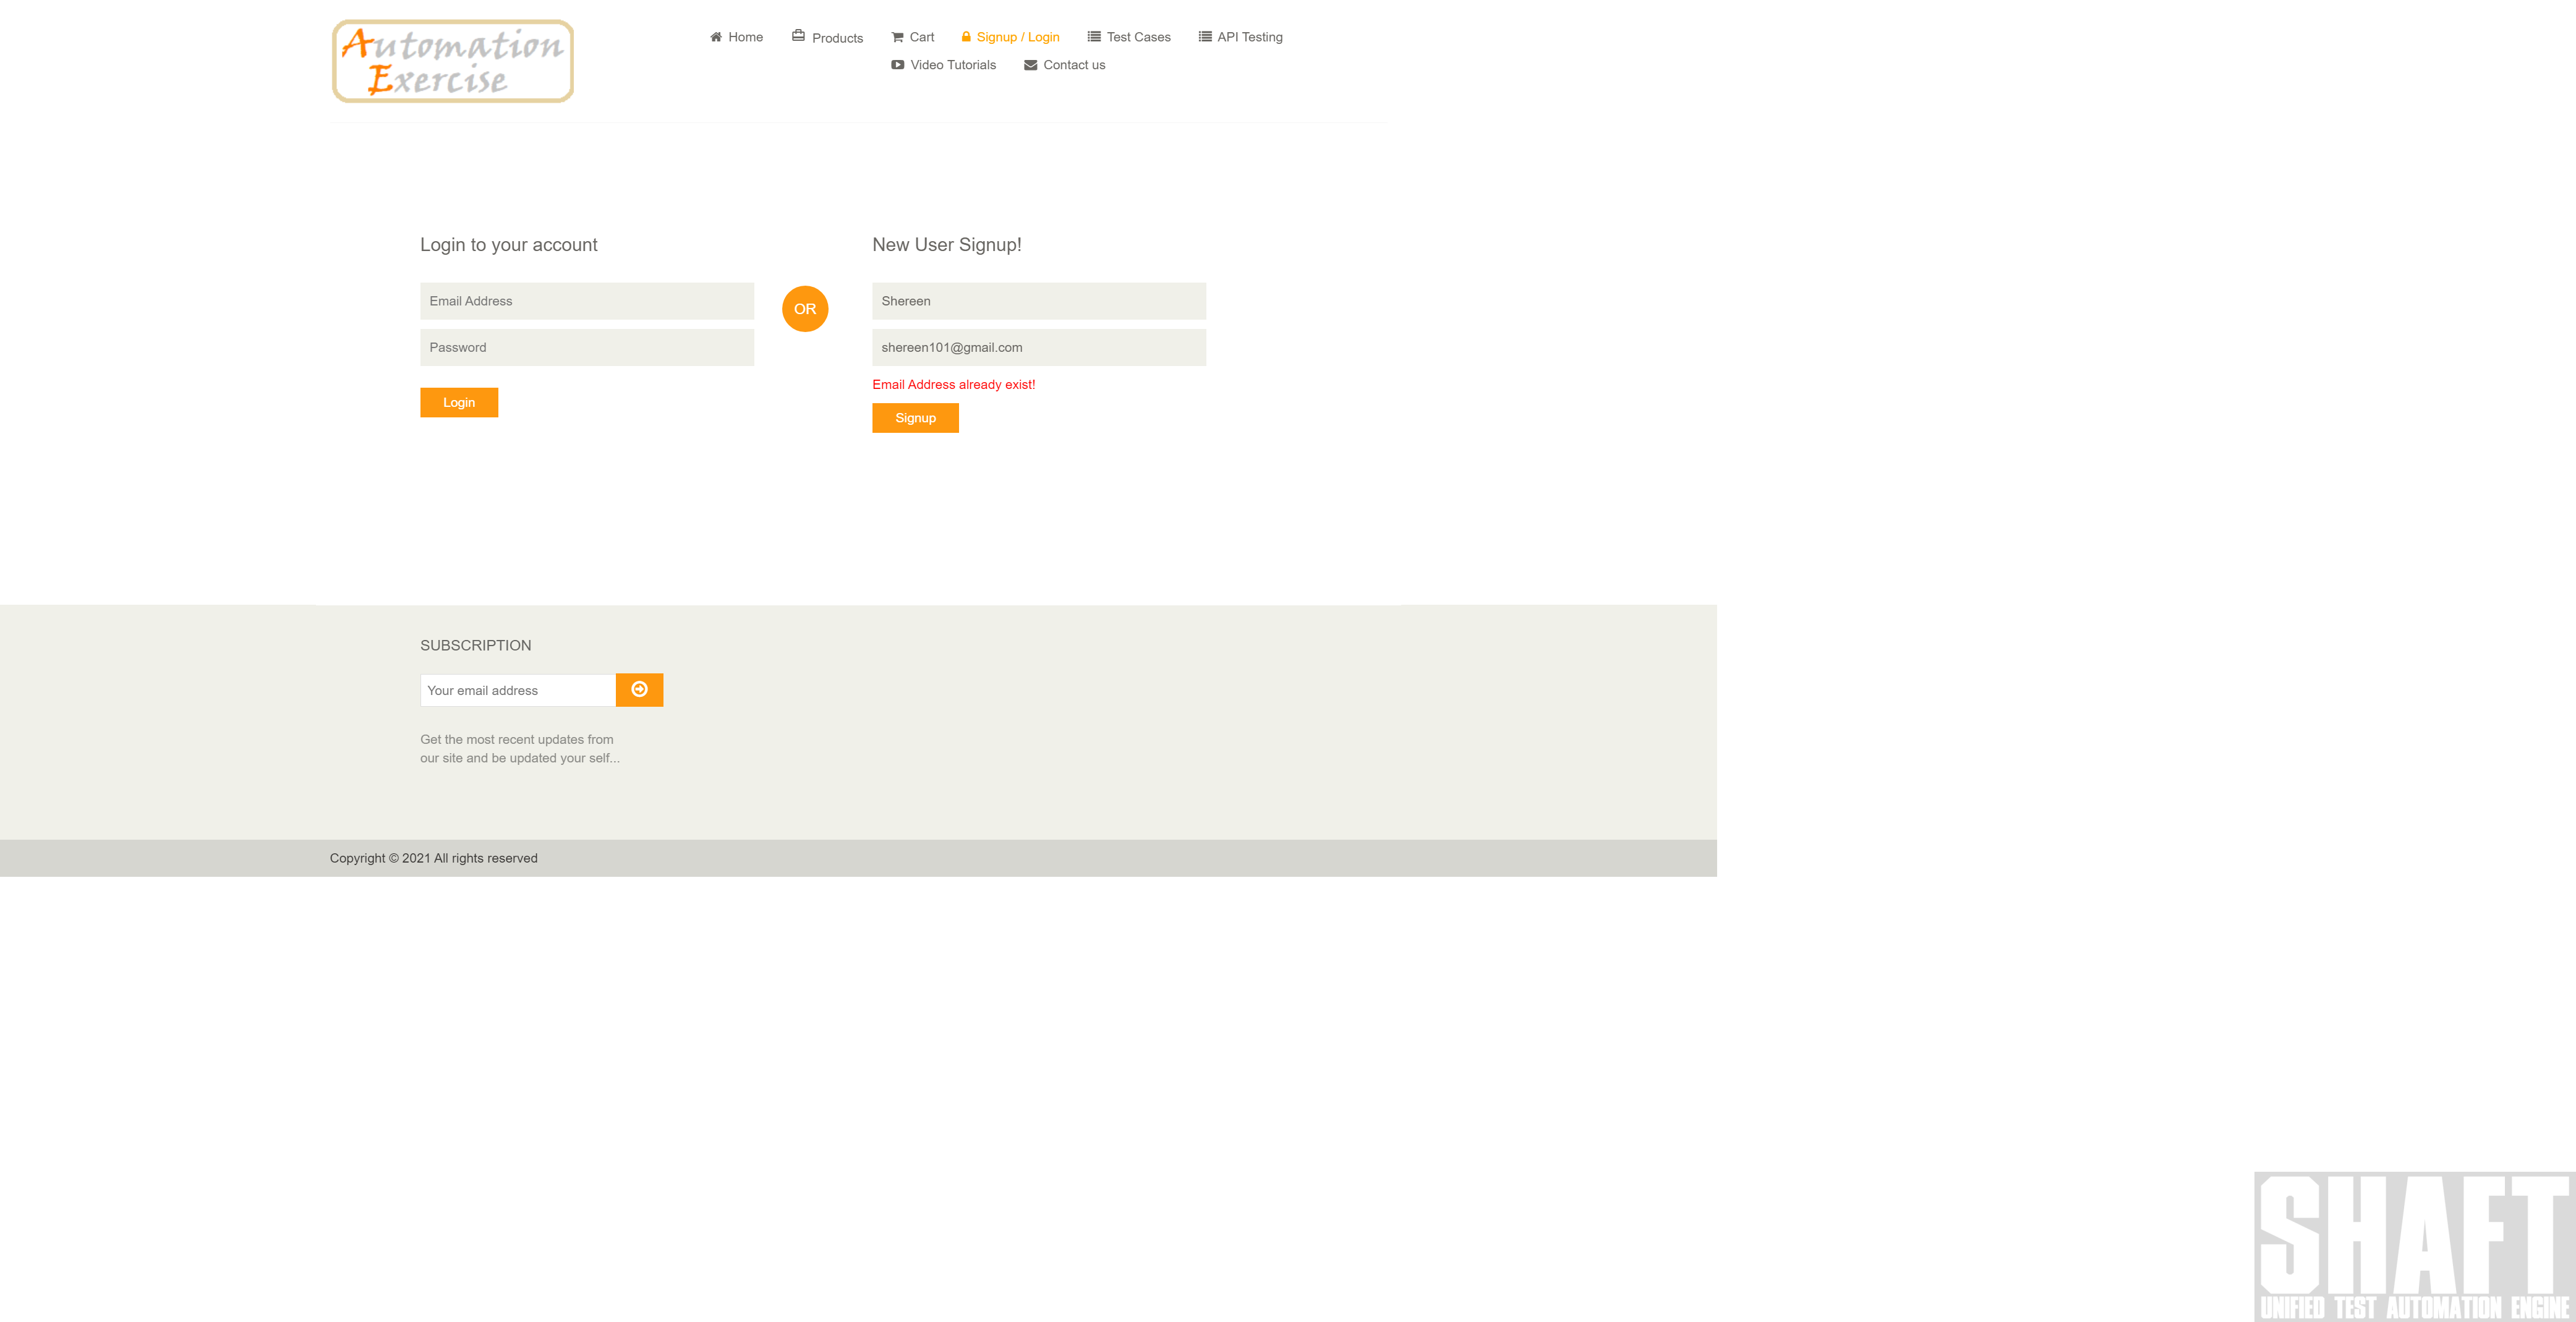 Automation
Exercise
Home Products Cart Signup / Login Test Cases API Testing
Video Tutorials Contact us
Login to your account
Email Address
Password
Login
OR
New User Signup!
Shereen
shereen101@gmail.com
Email Address already exist!
Signup
SUBSCRIPTION
Your email address
Get the most recent updates from
our site and be updated your self...
Copyright © 2021 All rights reserved
SHAFT
UNIFIED TEST AUTOMATION ENGINE